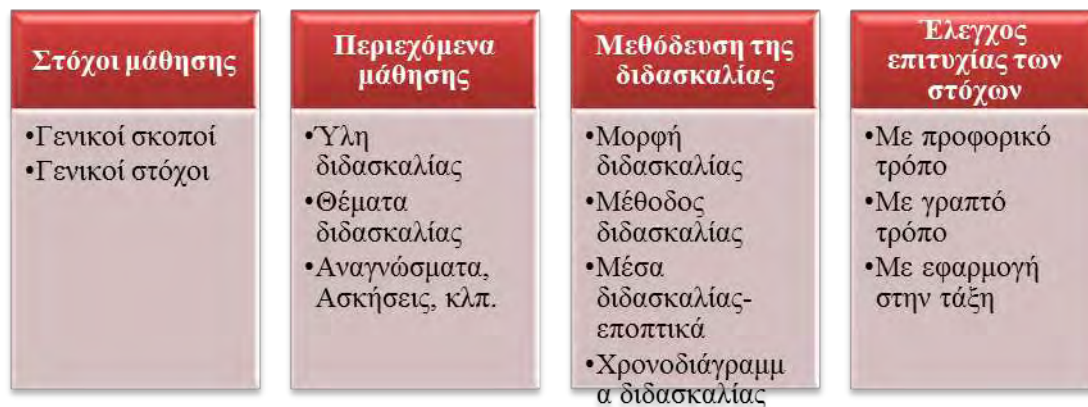 Στόχοι μάθησης
•Γενικοί σκοποί
•Γενικοί στόχοι
Περιεχόμενα
μάθησης
•Ύλη
διδασκαλίας
•Θέματα
διδασκαλίας
•Αναγνώσματα,
Ασκήσεις, κλπ.
Μεθόδευση της
διδασκαλίας
•Μορφή
διδασκαλίας
•Μέθοδος
διδασκαλίας
•Μέσα
διδασκαλίας-
εποπτικά
•Χρονοδιάγραμμ
α διδασκαλίας
Έλεγχος
επιτυχίας των
στόχων
•Με προφορικό
τρόπο
•Με γραπτό
τρόπο
•Με εφαρμογή
στην τάξη